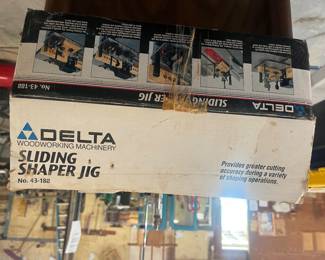 No. 43-188
SLIDING SHAPER JIG
DELTA
DELTA
WOODWORKING MACHINERY
SLIDING
SHAPER JIG
No. 43-188
Provides greater cutting
accuracy during a variety
of shaping operations.